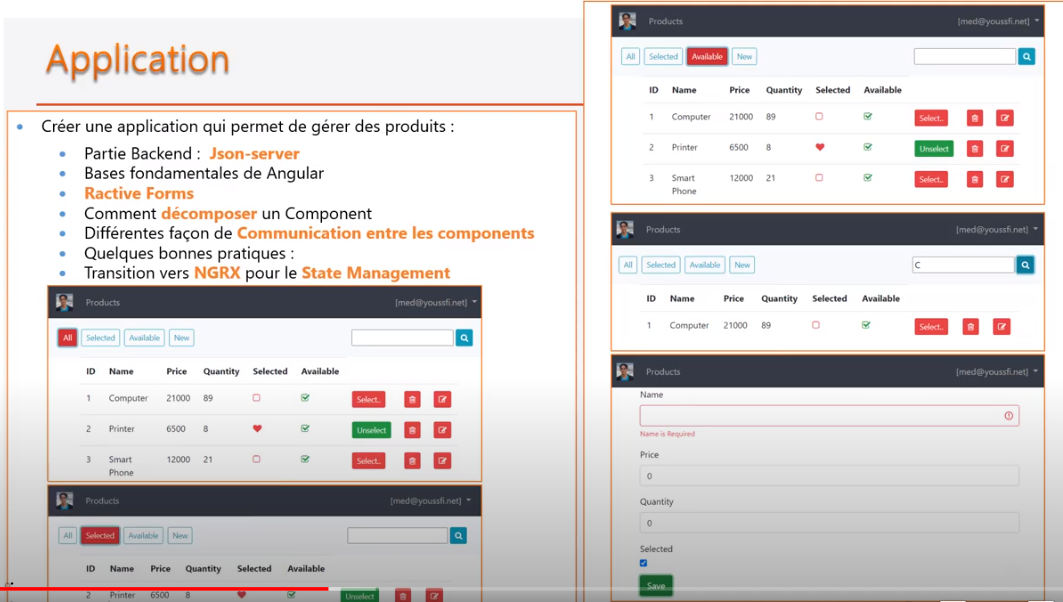 Application
Créer une application qui permet de gérer des produits :
Partie Backend : Json-server
Bases fondamentales de Angular
Ractive Forms
Comment décomposer un Component
Différentes façon de Communication entre les components
Quelques bonnes pratiques :
Transition vers NGRX pour le State Management
Products [med@youssfi.net]
All Selected Available New
ID Name Price Quantity Selected Available
1 Computer 21000 89 Select..
2 Printer 6500 8 Unselect
3 Smart Phone 12000 21 Select..
Products [med@youssfi.net]
All Selected Available New
ID Name Price Quantity Selected Available
2 Printer 6500 8 Unselect
Products [med@youssfi.net]
All Selected Available New
ID Name Price Quantity Selected Available
1 Computer 21000 89 Select..
2 Printer 6500 8 Unselect
3 Smart Phone 12000 21 Select..
Products [med@youssfi.net]
All Selected Available New C
ID Name Price Quantity Selected Available
1 Computer 21000 89 Select..
Products [med@youssfi.net]
Name
Name is Required
Price
0
Quantity
0
Selected
Save